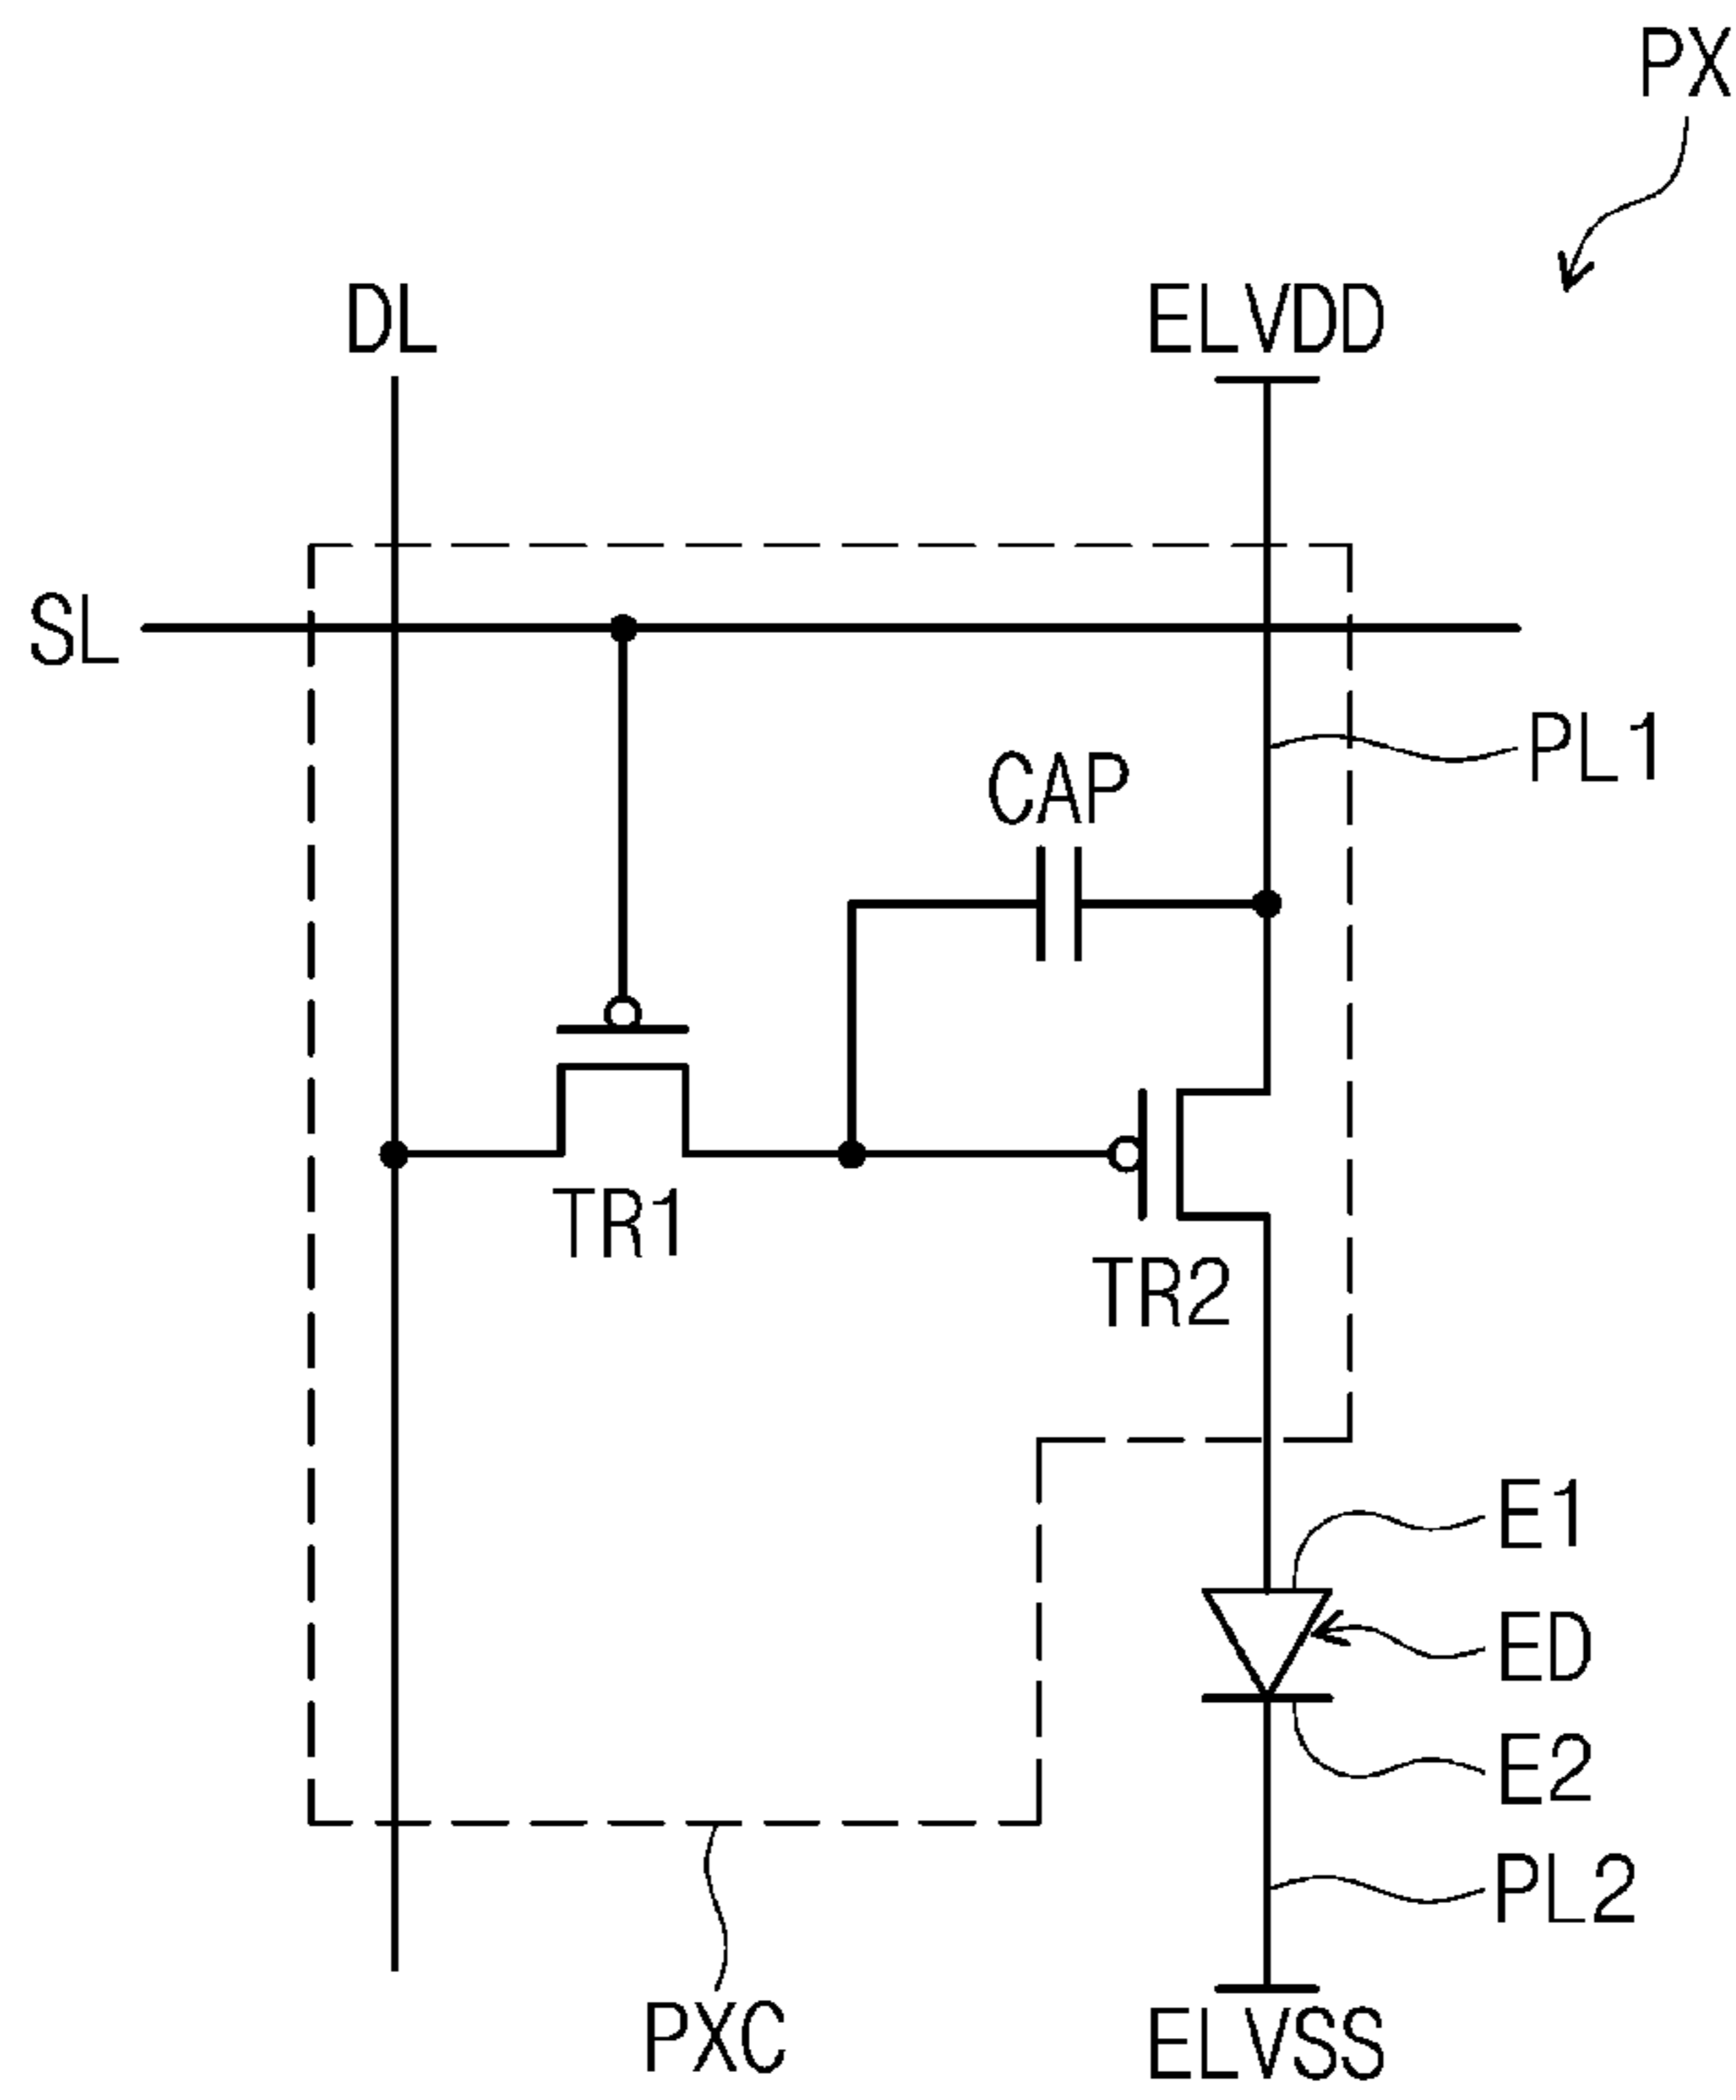 PX
DL
ELVDD
SL
PL1
CAP
TR1
TR2
E1
ED
E2
PL2
PXC
ELVSS